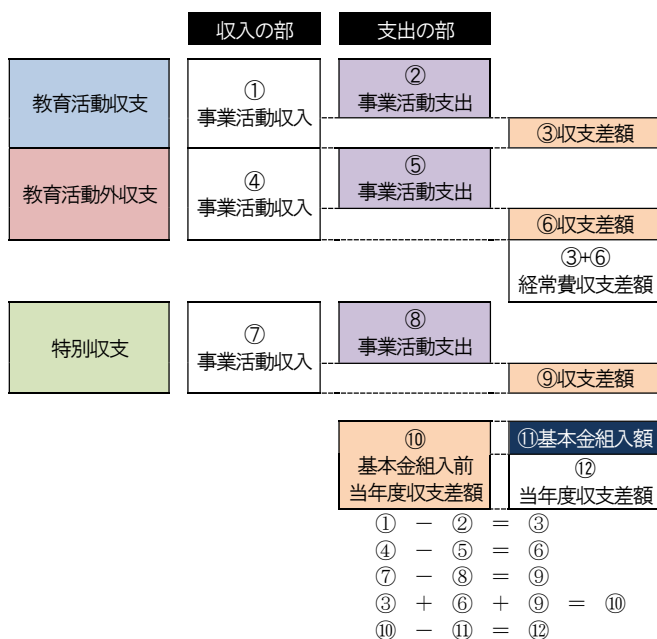 収入の部
支出の部
教育活動収支
①
事業活動収入
②
事業活動支出
③収支差額
教育活動外収支
④
事業活動収入
⑤
事業活動支出
⑥収支差額
③+⑥
経常費収支差額
特別収支
⑦
事業活動収入
⑧
事業活動支出
⑨収支差額
⑩
基本金組入前
当年度収支差額
⑪基本金組入額
⑫
当年度収支差額
① － ② ＝ ③
④ － ⑤ ＝ ⑥
⑦ － ⑧ ＝ ⑨
③ ＋ ⑥ ＋ ⑨ ＝ ⑩
⑩ － ⑪ ＝ ⑫